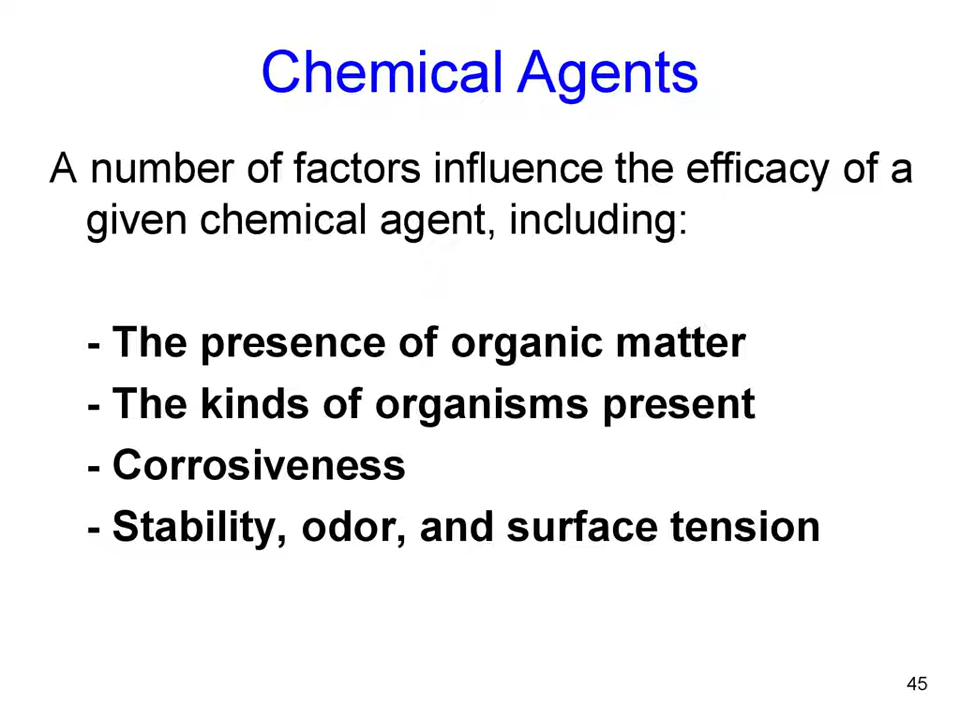 Chemical Agents
A number of factors influence the efficacy of a
given chemical agent, including:
- The presence of organic matter
- The kinds of organisms present
- Corrosiveness
- Stability, odor, and surface tension
45